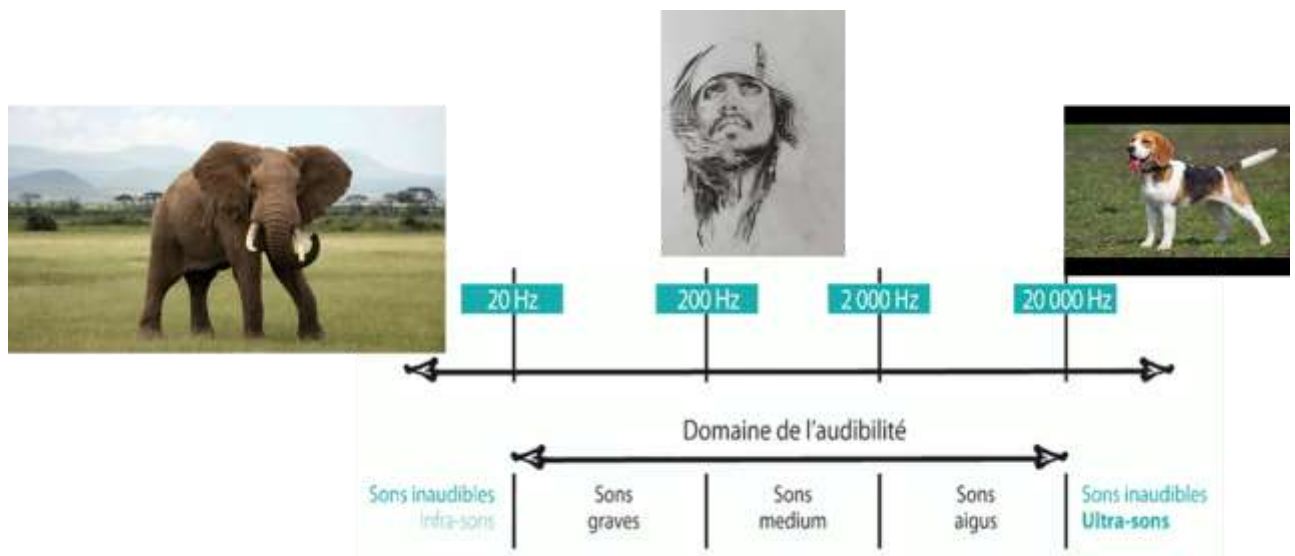 20 Hz
200 Hz
2 000 Hz
20 000 Hz
Domaine de l'audibilité
Sons inaudibles
Infra-sons
Sons
graves
Sons
medium
Sons
aigus
Sons inaudibles
Ultra-sons